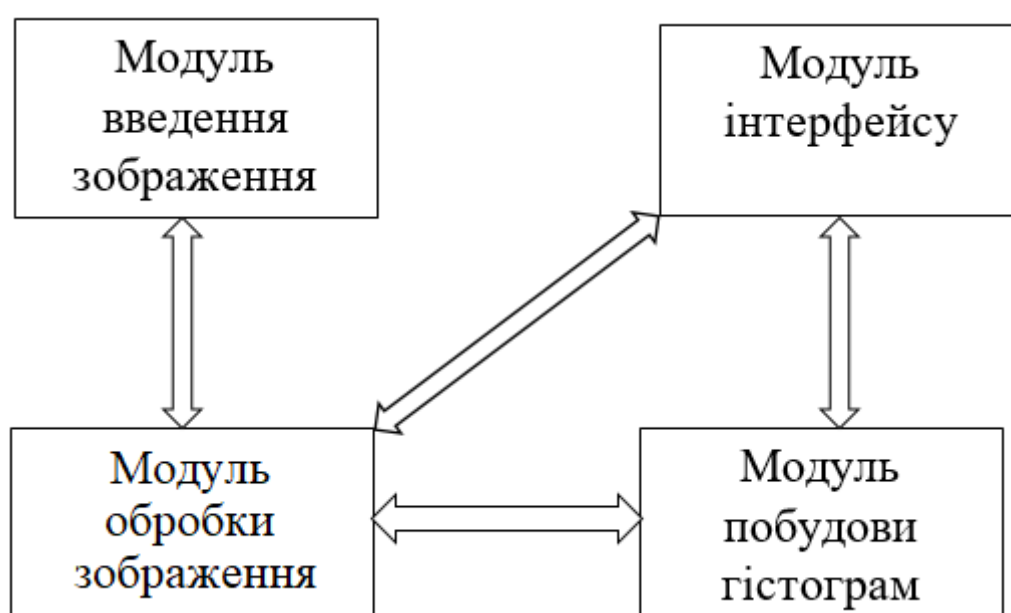 Модуль
введення
зображення
Модуль
інтерфейсу
Модуль
обробки
зображення
Модуль
побудови
гістограм